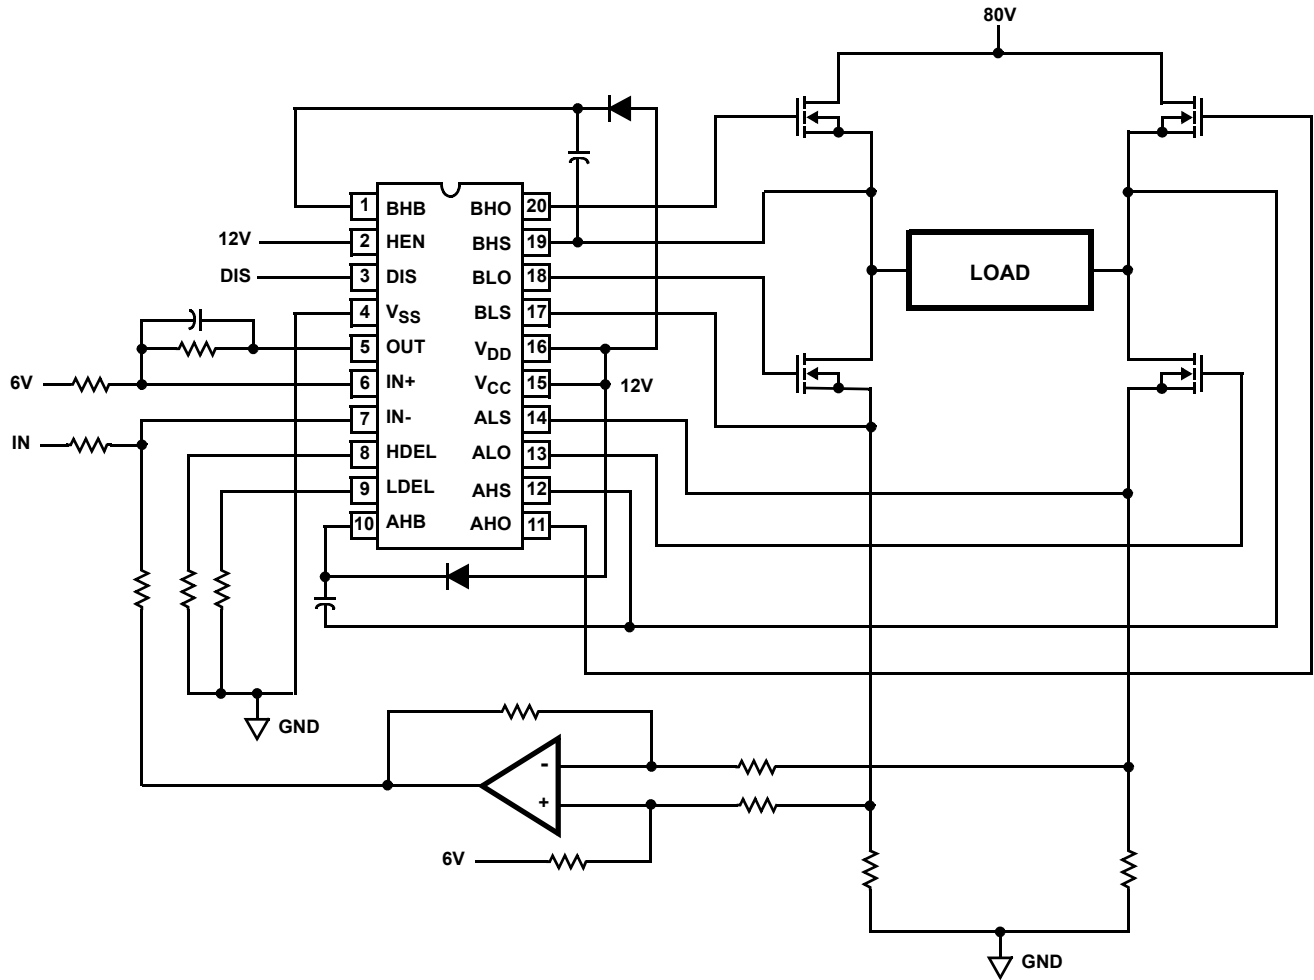 80V
1 BHB BHO 20
12V 2 HEN BHS 19
DIS 3 DIS BLO 18
4 VSS BLS 17
5 OUT VDD 16
6V 6 IN+ VCC 15 12V
IN 7 IN- ALS 14
8 HDEL ALO 13
9 LDEL AHS 12
10 AHB AHO 11
LOAD
GND
-
+
6V
GND